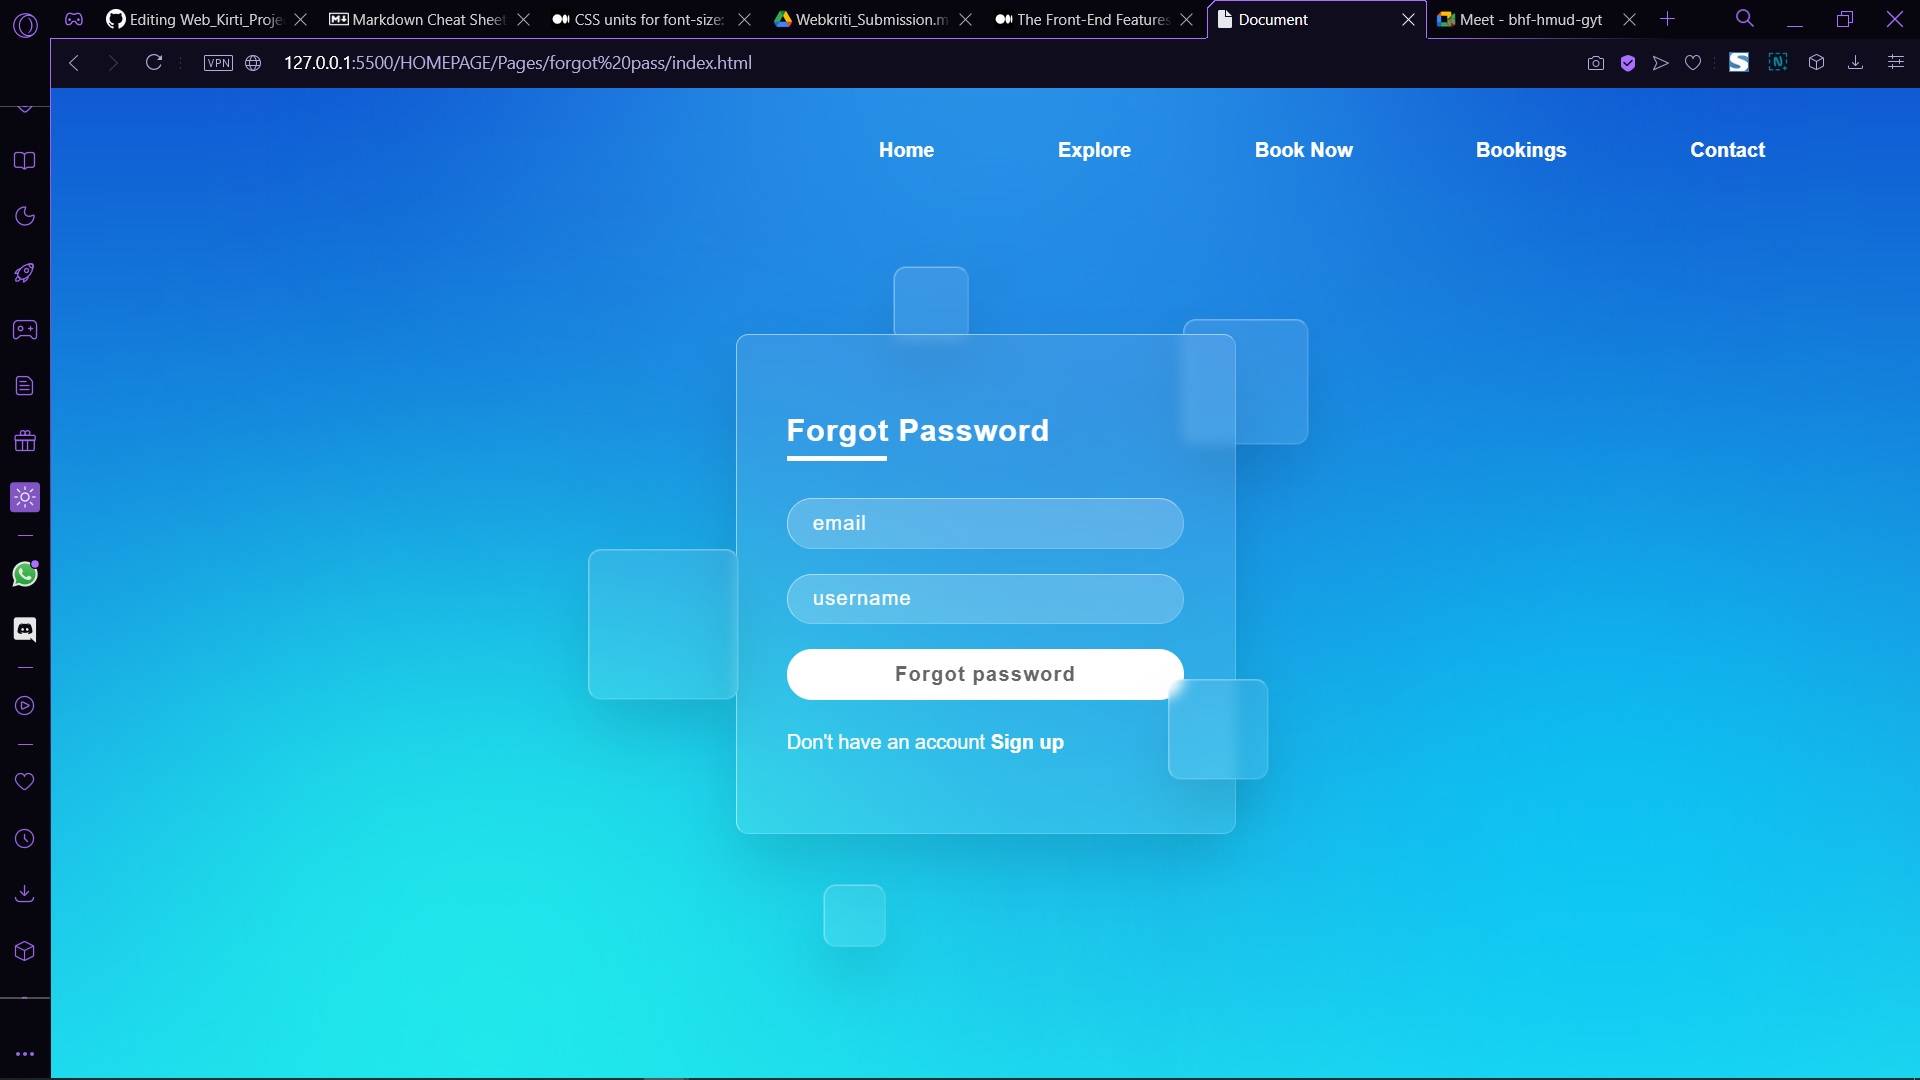 Editing Web_Kirti_Proje
Markdown Cheat Sheet
CSS units for font-size:
Webkriti_Submission.m
The Front-End Features
Document
Meet - bhf-hmud-gyt
VPN
127.0.0.1:5500/HOMEPAGE/Pages/forgot%20pass/index.html
Home
Explore
Book Now
Bookings
Contact
Forgot Password
email
username
Forgot password
Don't have an account Sign up